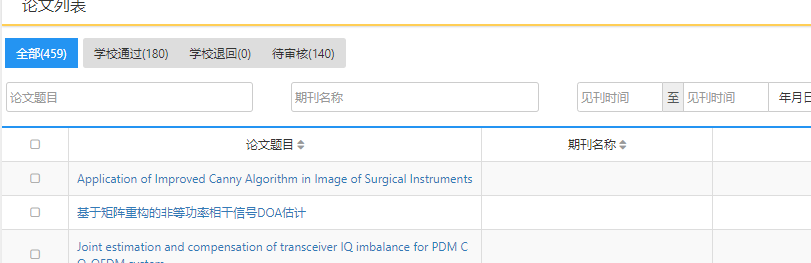 论文列表
全部(459) 学校通过(180) 学校退回(0) 待审核(140)
论文题目 期刊名称 见刊时间 至 见刊时间 年月日
论文题目 期刊名称
Application of Improved Canny Algorithm in Image of Surgical Instruments
基于矩阵重构的非等功率相干信号DOA估计
Joint estimation and compensation of transceiver IQ imbalance for PDM C
O-OFDM system